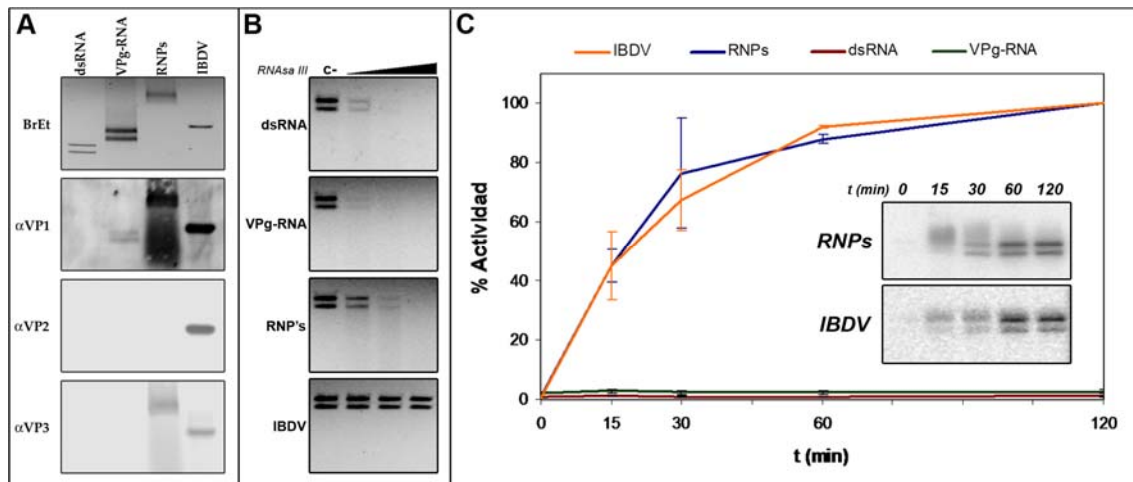 A
dsRNA
VPg-RNA
RNPs
IBDV
BrEt
αVP1
αVP2
αVP3
B
RNAsa III
C-
dsRNA
VPg-RNA
RNP's
IBDV
C
IBDV
RNPs
dsRNA
VPg-RNA
% Actividad
100
80
60
40
20
0
0
15
30
60
120
t (min)
t (min) 0 15 30 60 120
RNPs
IBDV